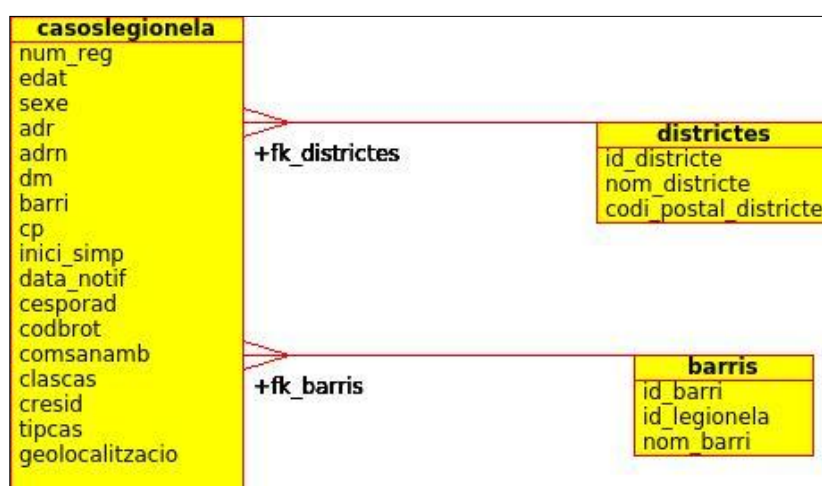 casoslegionela
num_reg
edat
sexe
adr
adrn
dm
barri
cp
inici_simp
data_notif
cesporad
codbrot
comsanamb
clascas
cresid
tipcas
geolocalitzacio
+fk_districtes
districtes
id_districte
nom_districte
codi_postal_districte
+fk_barris
barris
id_barri
id_legionela
nom_barri